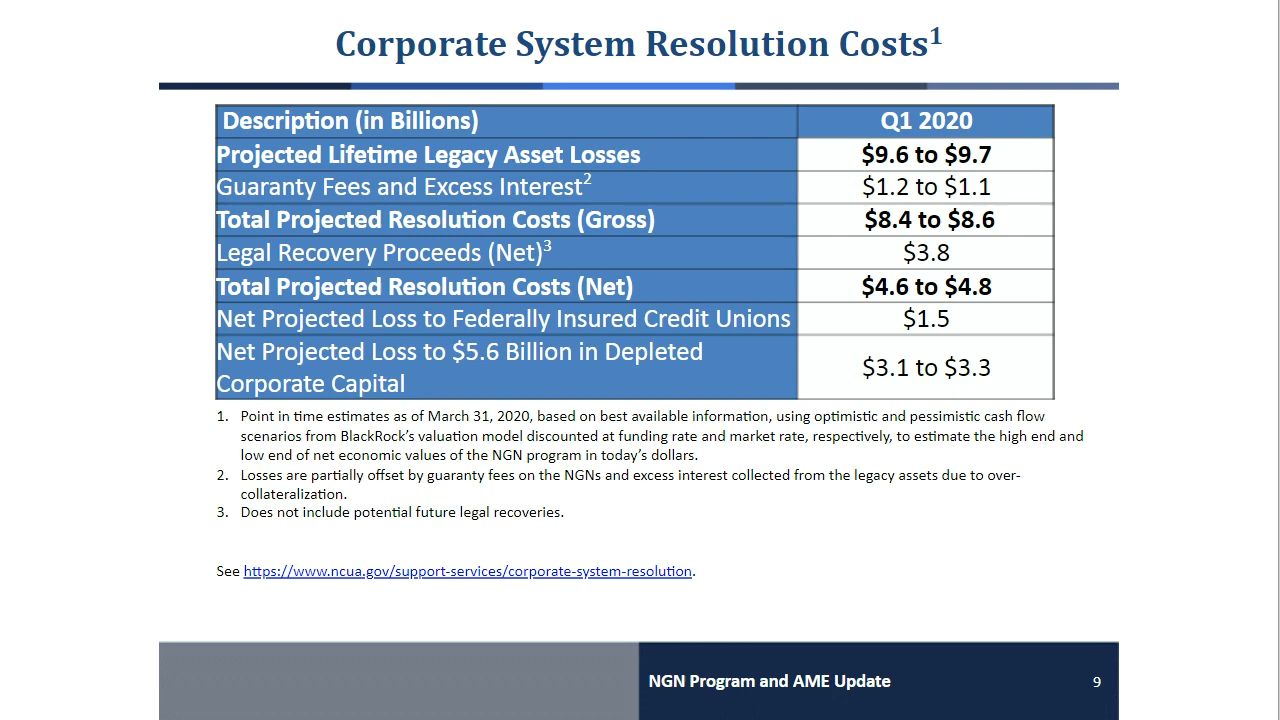 Corporate System Resolution Costs1
Description (in Billions) Q1 2020
Projected Lifetime Legacy Asset Losses $9.6 to $9.7
Guaranty Fees and Excess Interest2 $1.2 to $1.1
Total Projected Resolution Costs (Gross) $8.4 to $8.6
Legal Recovery Proceeds (Net)3 $3.8
Total Projected Resolution Costs (Net) $4.6 to $4.8
Net Projected Loss to Federally Insured Credit Unions $1.5
Net Projected Loss to $5.6 Billion in Depleted
Corporate Capital $3.1 to $3.3
1. Point in time estimates as of March 31, 2020, based on best available information, using optimistic and pessimistic cash flow
scenarios from BlackRock's valuation model discounted at funding rate and market rate, respectively, to estimate the high end and
low end of net economic values of the NGN program in today's dollars.
2. Losses are partially offset by guaranty fees on the NGNs and excess interest collected from the legacy assets due to over-
collateralization.
3. Does not include potential future legal recoveries.
See https://www.ncua.gov/support-services/corporate-system-resolution.
NGN Program and AME Update 9